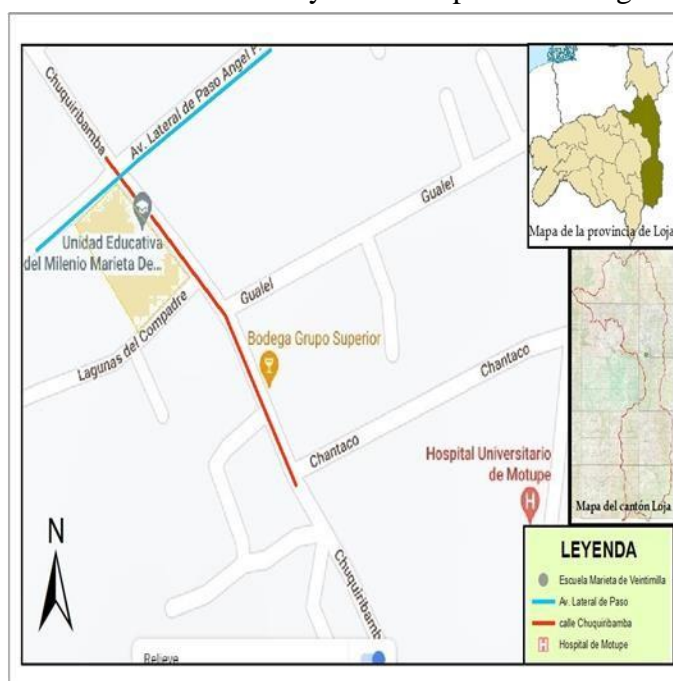 Chuquiribamba
Av. Lateral de Paso Angel F.
Mapa de la provincia de Loja
Unidad Educativa
del Milenio Marieta De...
Gualel
Gualel
Lagunas del Compadre
Bodega Grupo Superior
Chantaco
Chantaco
Hospital Universitario
de Motupe
H
Mapa del cantón Loja
N
Chuquiribamba
LEYENDA
Escuela Marieta de Veintimilla
Av. Lateral de Paso
calle Chuquiribamba
H Hospital de Motupe
Relieve